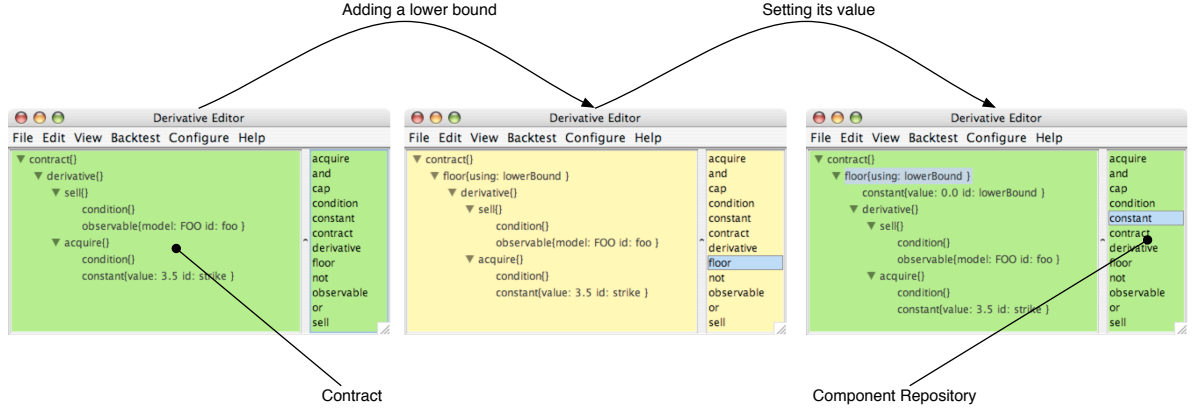 Adding a lower bound
Setting its value
Derivative Editor
File Edit View Backtest Configure Help
contract{}
derivative{}
sell{}
condition{}
observable{model: FOO id: foo }
acquire{}
condition{}
constant{value: 3.5 id: strike }
acquire
and
cap
condition
constant
contract
derivative
floor
not
observable
or
sell
Derivative Editor
File Edit View Backtest Configure Help
contract{}
floor{using: lowerBound }
derivative{}
sell{}
condition{}
observable{model: FOO id: foo }
acquire{}
condition{}
constant{value: 3.5 id: strike }
acquire
and
cap
condition
constant
contract
derivative
floor
not
observable
or
sell
Derivative Editor
File Edit View Backtest Configure Help
contract{}
floor{using: lowerBound }
constant{value: 0.0 id: lowerBound }
derivative{}
sell{}
condition{}
observable{model: FOO id: foo }
acquire{}
condition{}
constant{value: 3.5 id: strike }
acquire
and
cap
condition
constant
contract
derivative
floor
not
observable
or
sell
Contract
Component Repository